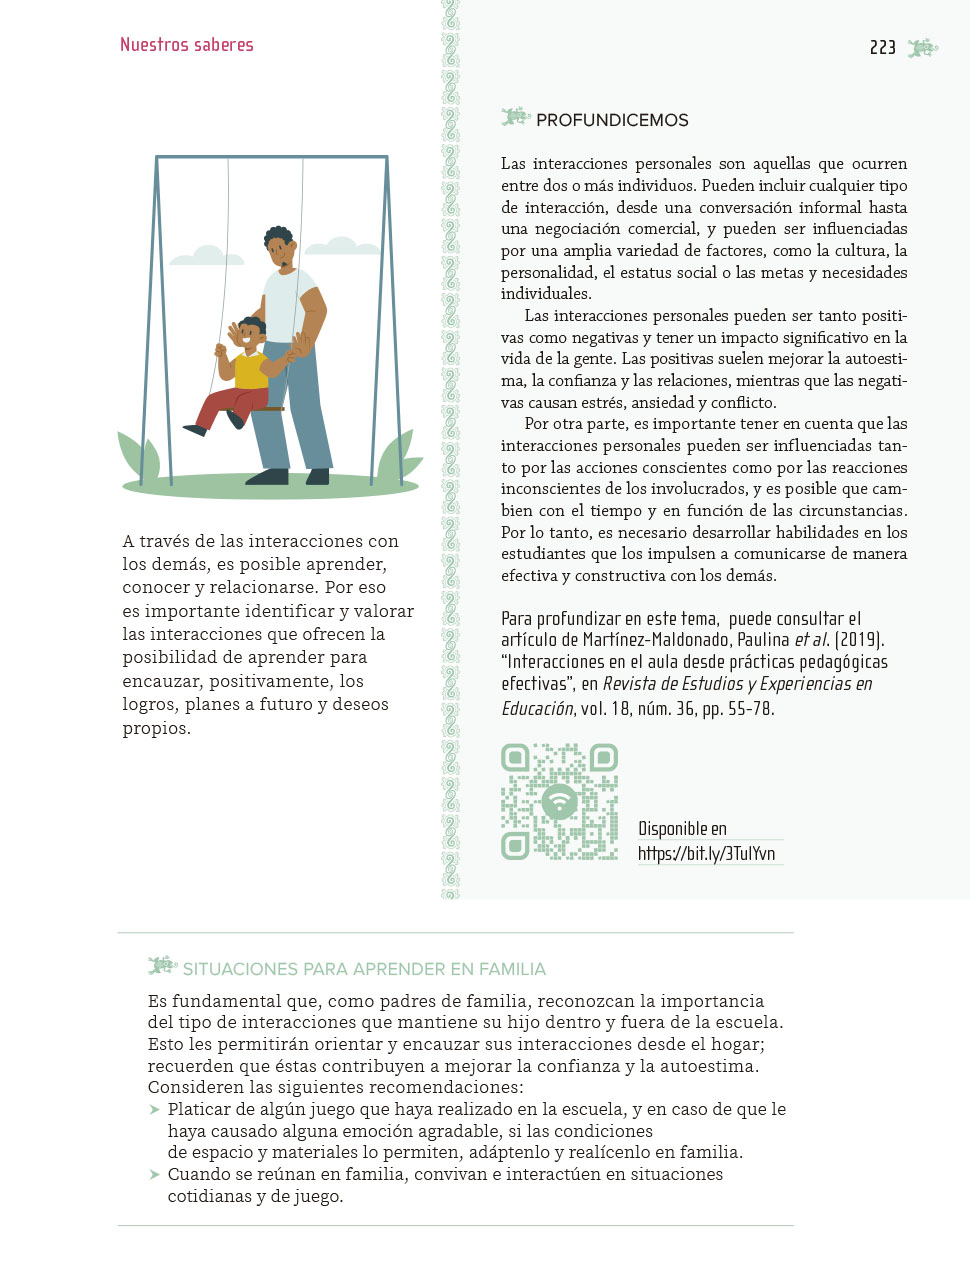 Nuestros saberes
223
A través de las interacciones con
los demás, es posible aprender,
conocer y relacionarse. Por eso
es importante identificar y valorar
las interacciones que ofrecen la
posibilidad de aprender para
encauzar, positivamente, los
logros, planes a futuro y deseos
propios.
PROFUNDICEMOS
Las interacciones personales son aquellas que ocurren
entre dos o más individuos. Pueden incluir cualquier tipo
de interacción, desde una conversación informal hasta
una negociación comercial, y pueden ser influenciadas
por una amplia variedad de factores, como la cultura, la
personalidad, el estatus social o las metas y necesidades
individuales.
Las interacciones personales pueden ser tanto positi-
vas como negativas y tener un impacto significativo en la
vida de la gente. Las positivas suelen mejorar la autoesti-
ma, la confianza y las relaciones, mientras que las negati-
vas causan estrés, ansiedad y conflicto.
Por otra parte, es importante tener en cuenta que las
interacciones personales pueden ser influenciadas tan-
to por las acciones conscientes como por las reacciones
inconscientes de los involucrados, y es posible que cam-
bien con el tiempo y en función de las circunstancias.
Por lo tanto, es necesario desarrollar habilidades en los
estudiantes que los impulsen a comunicarse de manera
efectiva y constructiva con los demás.
Para profundizar en este tema, puede consultar el
artículo de Martínez-Maldonado, Paulina et al. (2019).
“Interacciones en el aula desde prácticas pedagógicas
efectivas”, en Revista de Estudios y Experiencias en
Educación, vol. 18, núm. 36, pp. 55-78.
Disponible en
https://bit.ly/3TulYvn
SITUACIONES PARA APRENDER EN FAMILIA
Es fundamental que, como padres de familia, reconozcan la importancia
del tipo de interacciones que mantiene su hijo dentro y fuera de la escuela.
Esto les permitirán orientar y encauzar sus interacciones desde el hogar;
recuerden que éstas contribuyen a mejorar la confianza y la autoestima.
Consideren las siguientes recomendaciones:
➤ Platicar de algún juego que haya realizado en la escuela, y en caso de que le
haya causado alguna emoción agradable, si las condiciones
de espacio y materiales lo permiten, adáptenlo y realícenlo en familia.
➤ Cuando se reúnan en familia, convivan e interactúen en situaciones
cotidianas y de juego.